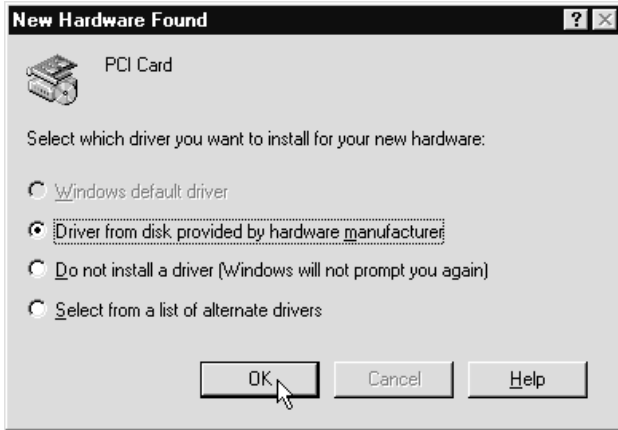 New Hardware Found
PCI Card
Select which driver you want to install for your new hardware:
Windows default driver
Driver from disk provided by hardware manufacturer
Do not install a driver (Windows will not prompt you again)
Select from a list of alternate drivers
OK Cancel Help